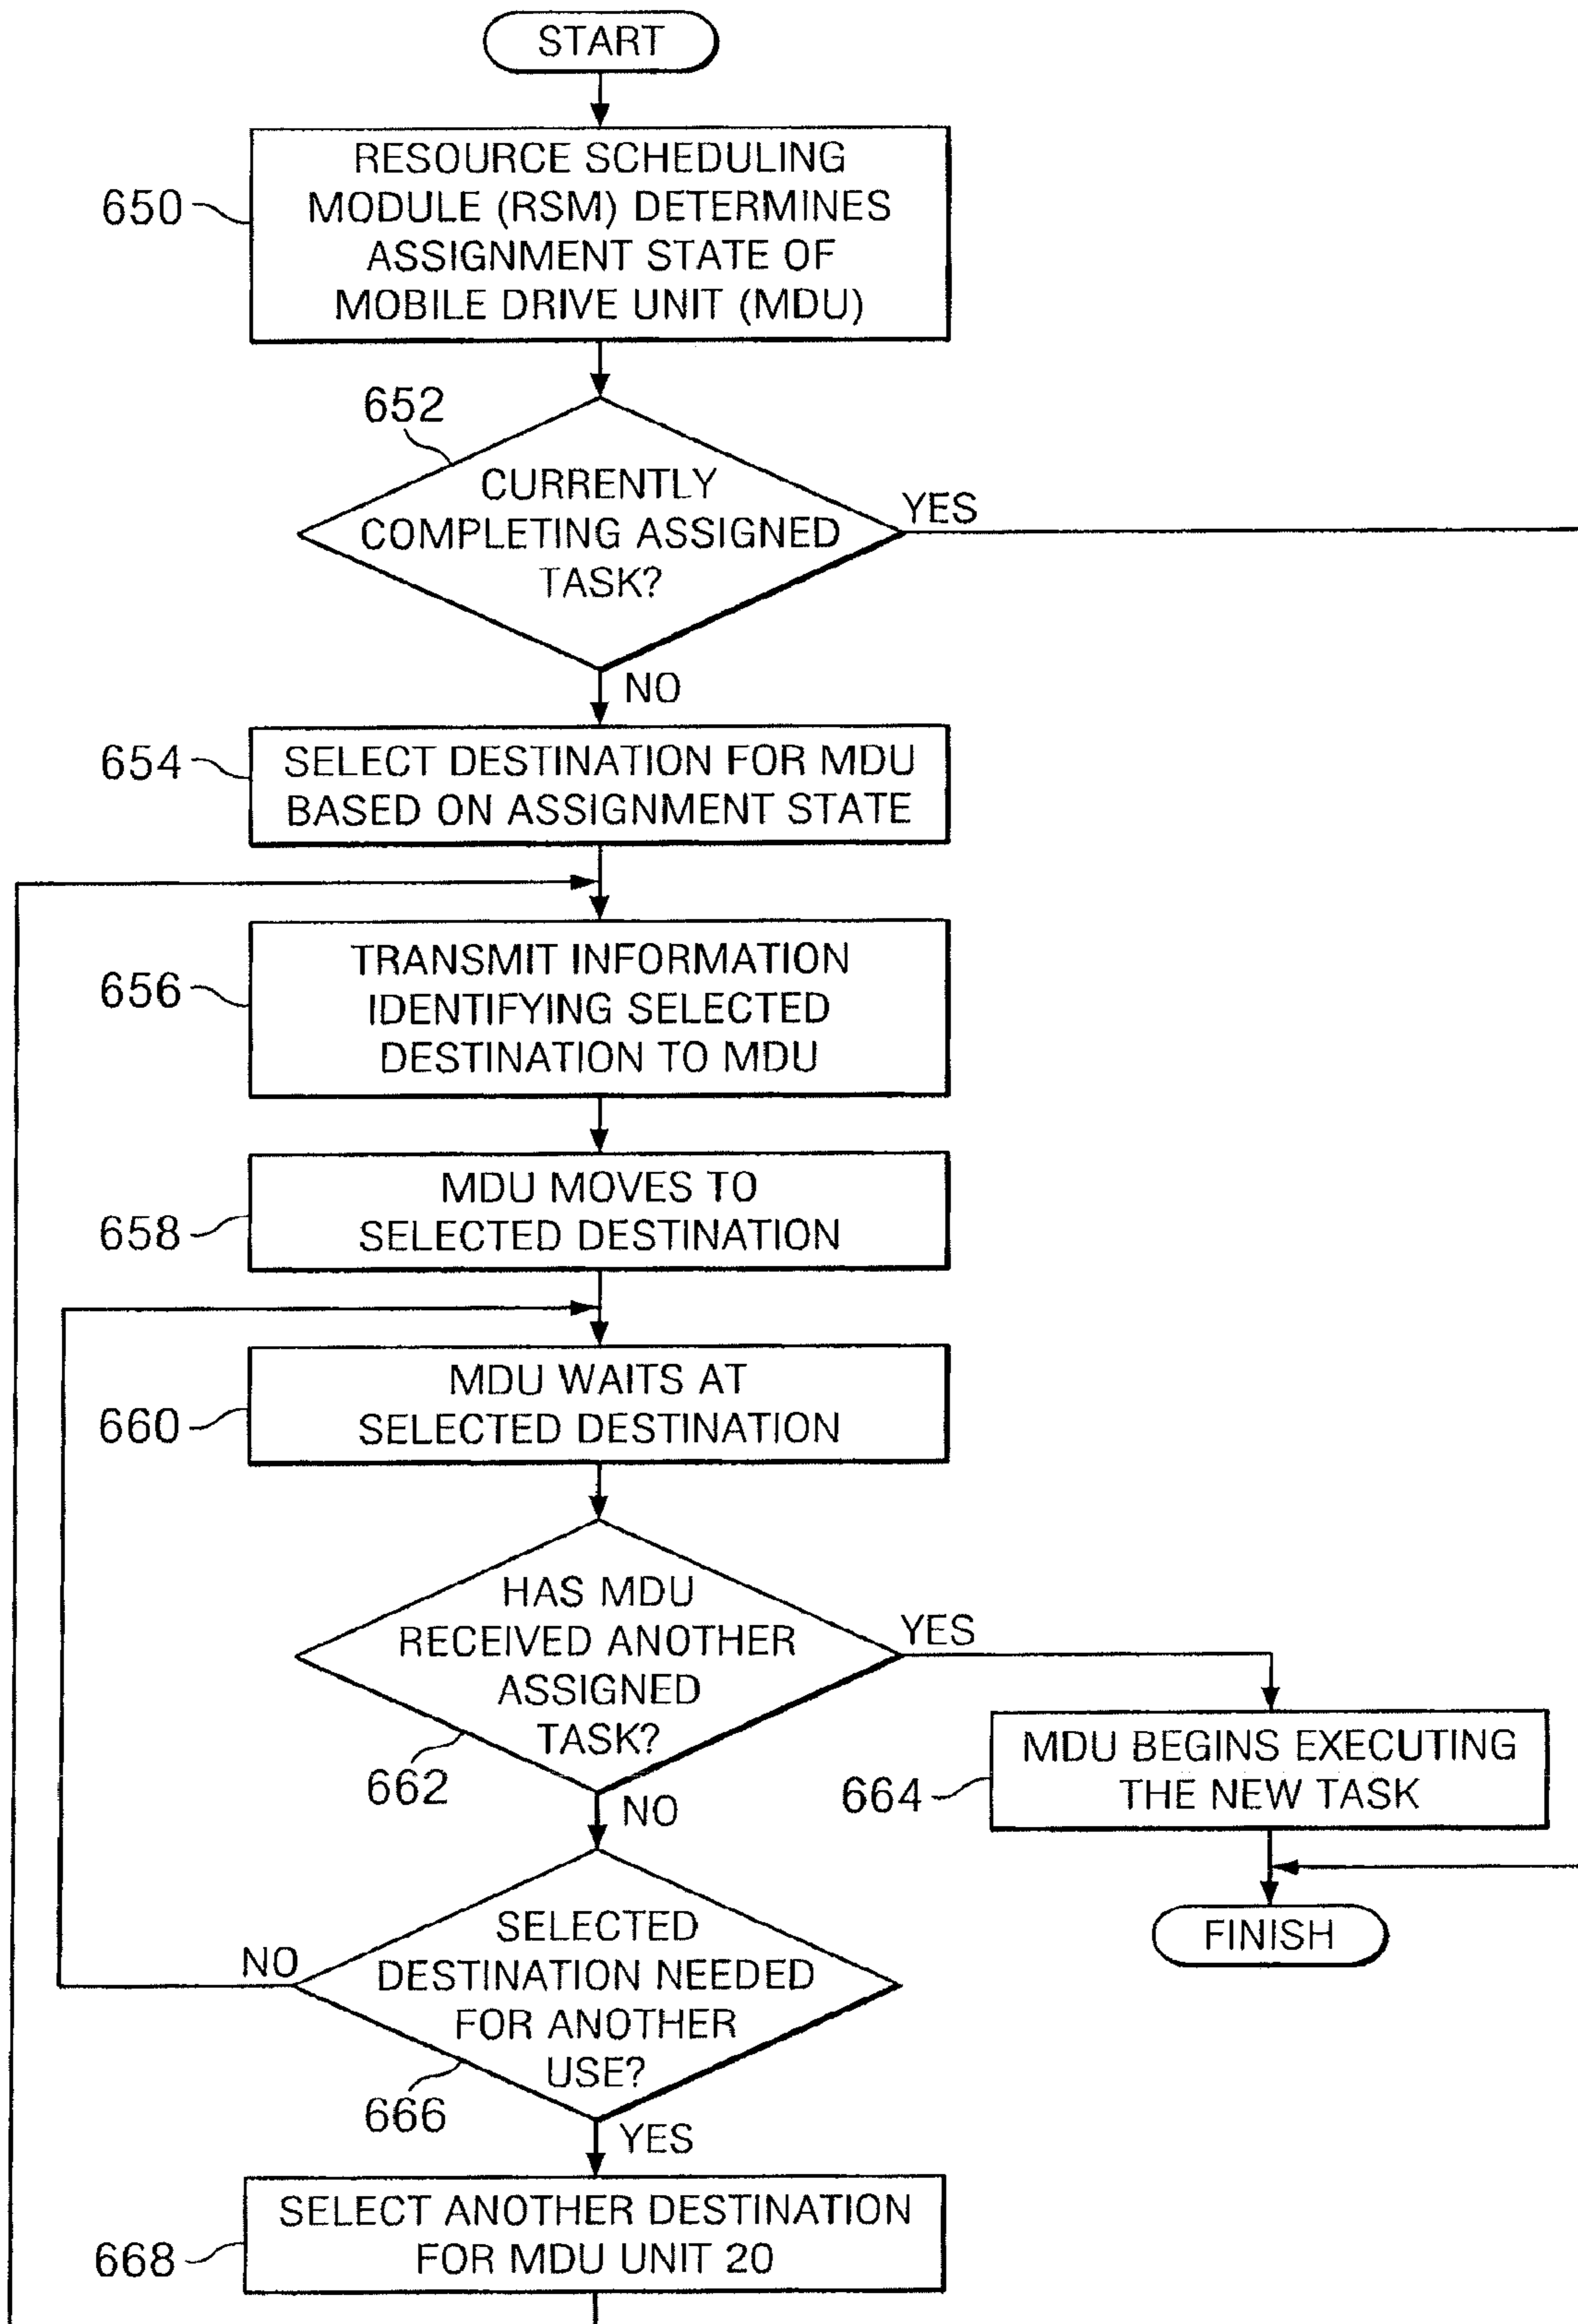 START
RESOURCE SCHEDULING
MODULE (RSM) DETERMINES
ASSIGNMENT STATE OF
MOBILE DRIVE UNIT (MDU)
650
652
CURRENTLY
COMPLETING ASSIGNED
TASK?
YES
NO
654
SELECT DESTINATION FOR MDU
BASED ON ASSIGNMENT STATE
656
TRANSMIT INFORMATION
IDENTIFYING SELECTED
DESTINATION TO MDU
658
MDU MOVES TO
SELECTED DESTINATION
660
MDU WAITS AT
SELECTED DESTINATION
HAS MDU
RECEIVED ANOTHER
ASSIGNED
TASK?
662
YES
NO
664
MDU BEGINS EXECUTING
THE NEW TASK
FINISH
SELECTED
DESTINATION NEEDED
FOR ANOTHER
USE?
NO
666
YES
668
SELECT ANOTHER DESTINATION
FOR MDU UNIT 20